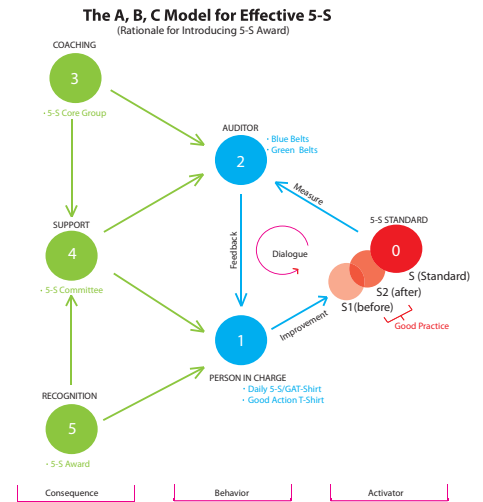 The A, B, C Model for Effective 5-S
(Rationale for Introducing 5-S Award)
COACHING
3
· 5-S Core Group
AUDITOR
· Blue Belts
· Green Belts
2
Measure
SUPPORT
4
· 5-S Committee
Feedback
Dialogue
5-S STANDARD
0
S (Standard)
S2 (after)
S1(before)
Good Practice
1
Improvement
PERSON IN CHARGE
· Daily 5-S/GAT-Shirt
· Good Action T-Shirt
RECOGNITION
5
· 5-S Award
Consequence
Behavior
Activator